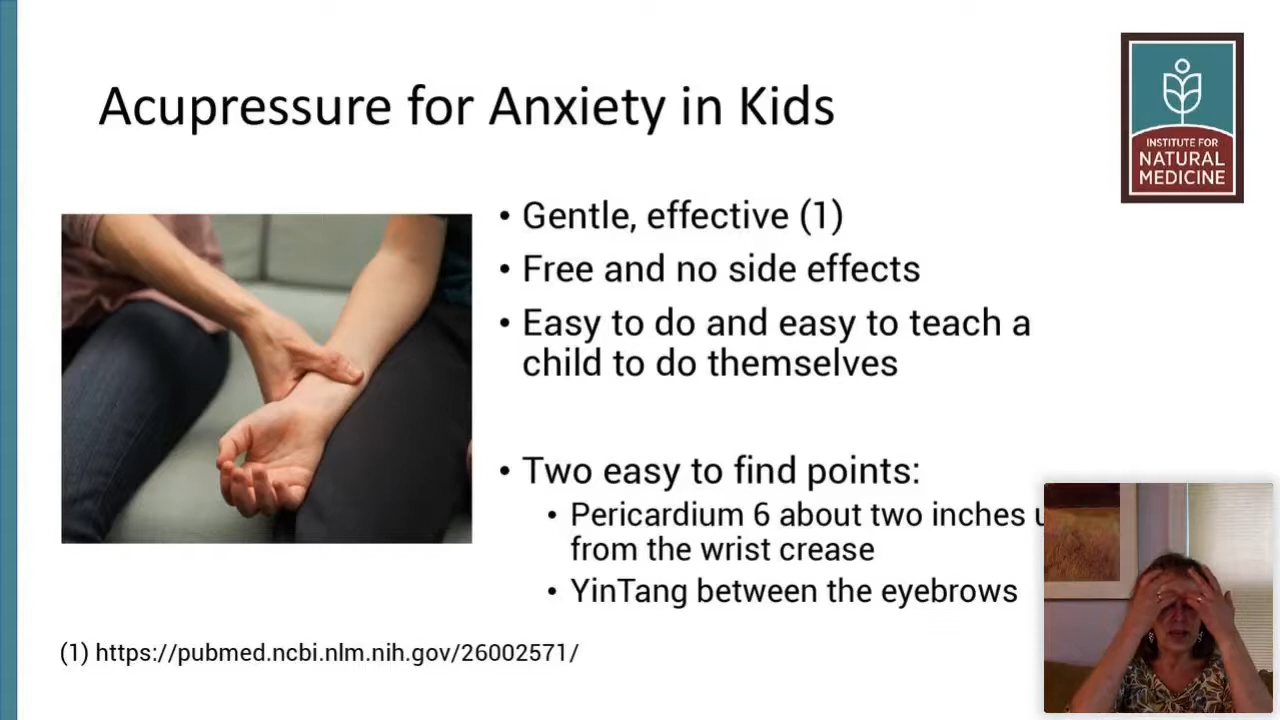 Acupressure for Anxiety in Kids
INSTITUTE FOR
NATURAL
MEDICINE
• Gentle, effective (1)
• Free and no side effects
• Easy to do and easy to teach a
child to do themselves
• Two easy to find points:
• Pericardium 6 about two inches
from the wrist crease
• YinTang between the eyebrows
(1) https://pubmed.ncbi.nlm.nih.gov/26002571/